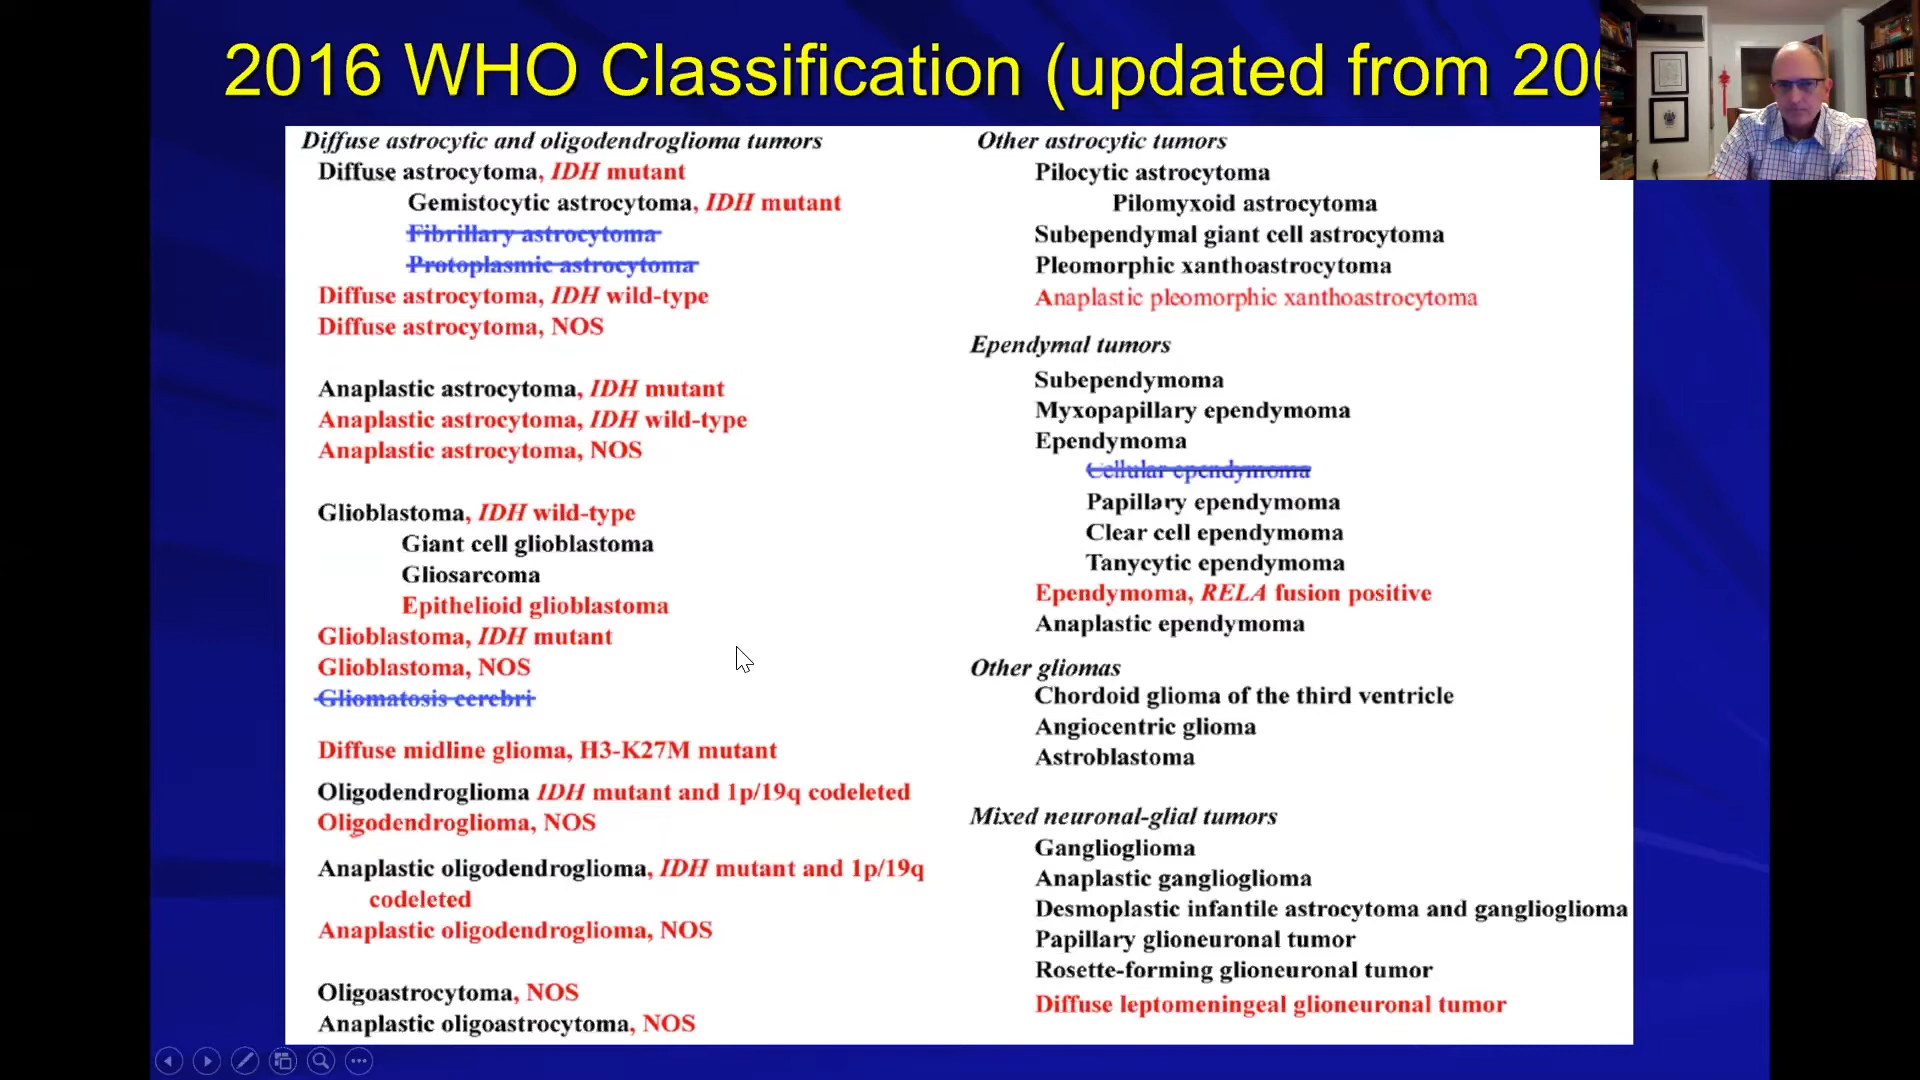 2016 WHO Classification (updated from 200
Diffuse astrocytic and oligodendroglioma tumors
Diffuse astrocytoma, IDH mutant
Gemistocytic astrocytoma, IDH mutant
Fibrillary astrocytoma
Protoplasmic astrocytoma
Diffuse astrocytoma, IDH wild-type
Diffuse astrocytoma, NOS
Anaplastic astrocytoma, IDH mutant
Anaplastic astrocytoma, IDH wild-type
Anaplastic astrocytoma, NOS
Glioblastoma, IDH wild-type
Giant cell glioblastoma
Gliosarcoma
Epithelioid glioblastoma
Glioblastoma, IDH mutant
Glioblastoma, NOS
Gliomatosis cerebri
Diffuse midline glioma, H3-K27M mutant
Oligodendroglioma IDH mutant and 1p/19q codeleted
Oligodendroglioma, NOS
Anaplastic oligodendroglioma, IDH mutant and 1p/19q
codeleted
Anaplastic oligodendroglioma, NOS
Oligoastrocytoma, NOS
Anaplastic oligoastrocytoma, NOS
Other astrocytic tumors
Pilocytic astrocytoma
Pilomyxoid astrocytoma
Subependymal giant cell astrocytoma
Pleomorphic xanthoastrocytoma
Anaplastic pleomorphic xanthoastrocytoma
Ependymal tumors
Subependymoma
Myxopapillary ependymoma
Ependymoma
Cellular ependymoma
Papillary ependymoma
Clear cell ependymoma
Tanycytic ependymoma
Ependymoma, RELA fusion positive
Anaplastic ependymoma
Other gliomas
Chordoid glioma of the third ventricle
Angiocentric glioma
Astroblastoma
Mixed neuronal-glial tumors
Ganglioglioma
Anaplastic ganglioglioma
Desmoplastic infantile astrocytoma and ganglioglioma
Papillary glioneuronal tumor
Rosette-forming glioneuronal tumor
Diffuse leptomeningeal glioneuronal tumor